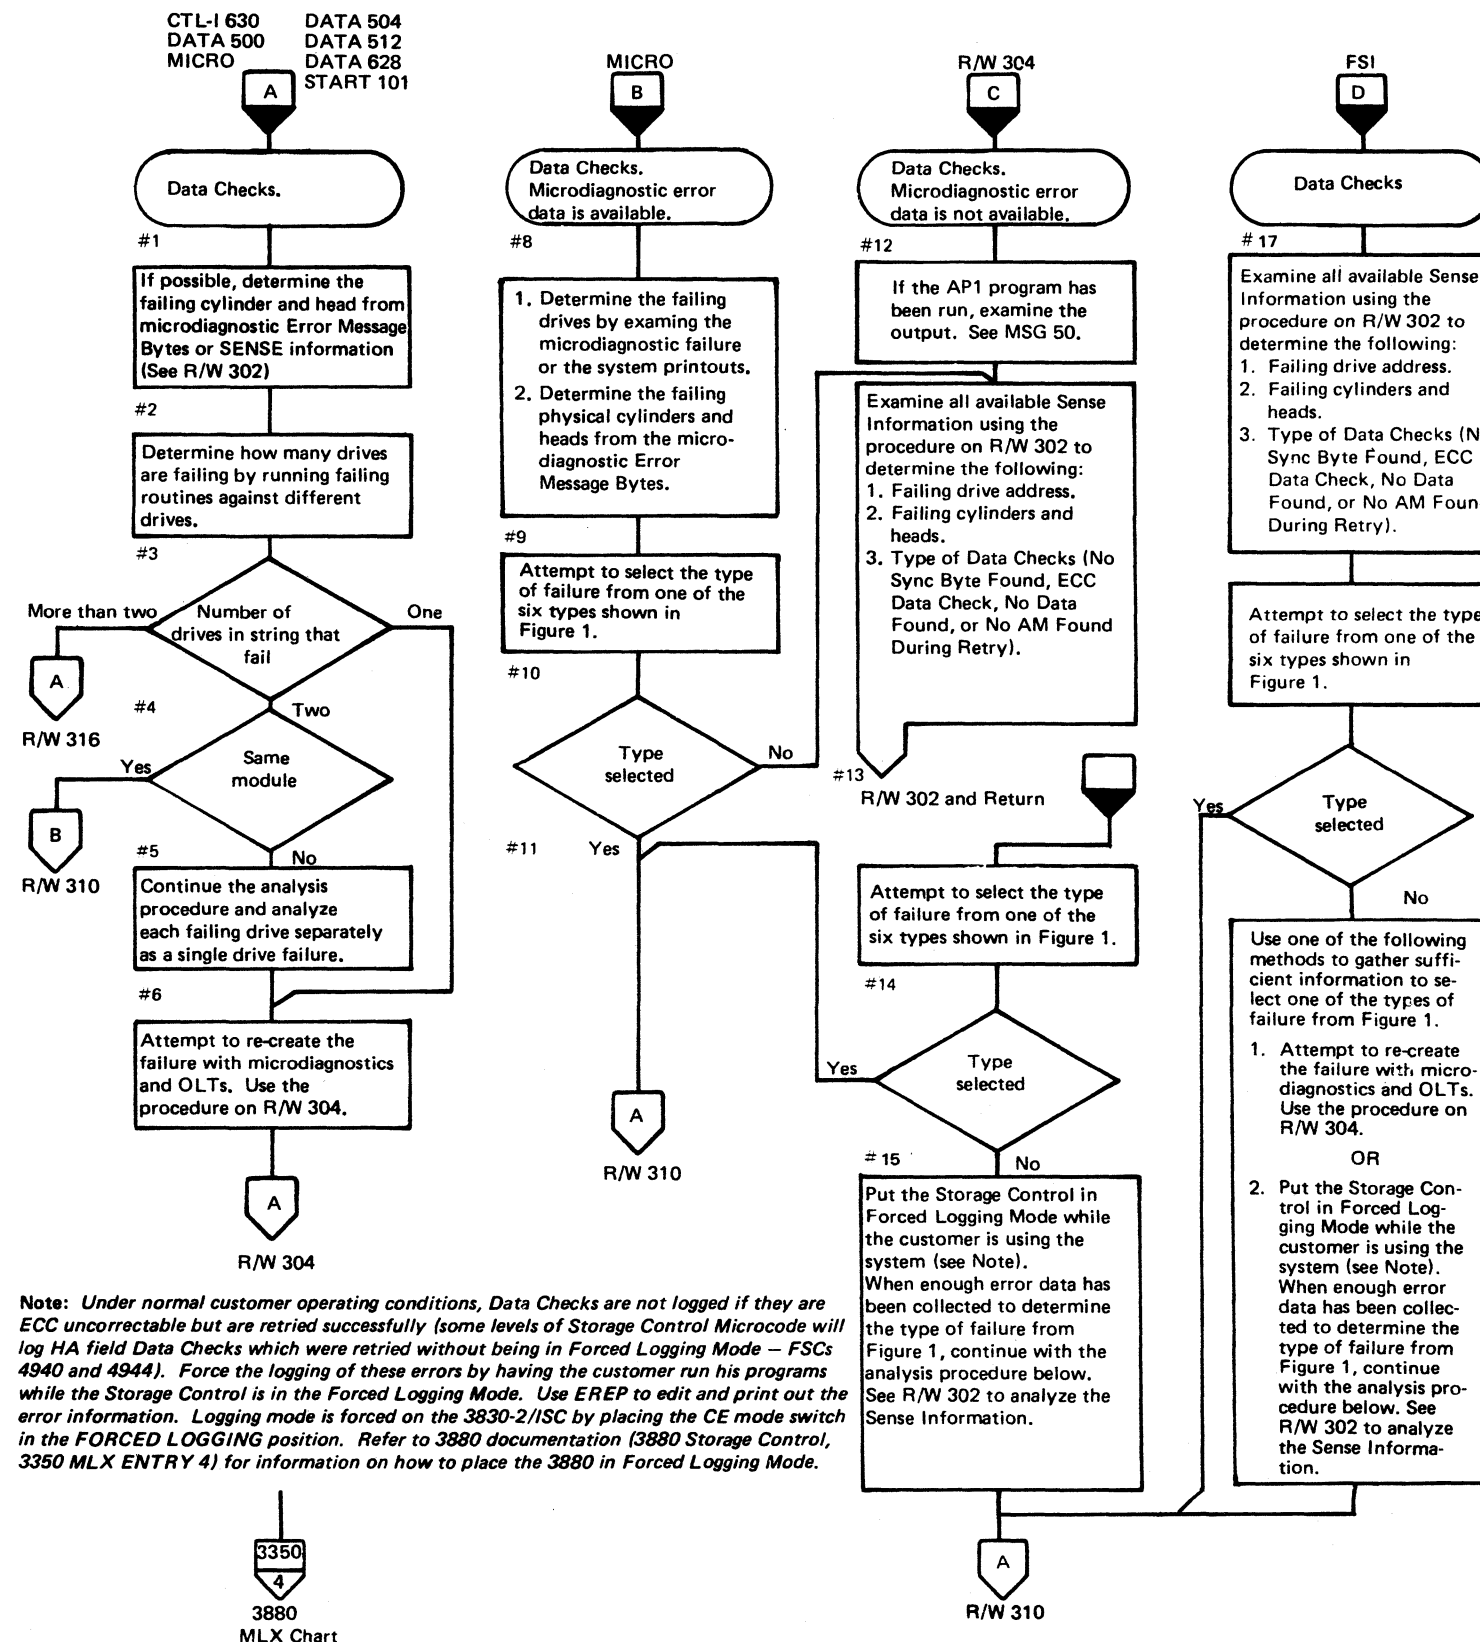 CTL-I 630
DATA 500
MICRO
DATA 504
DATA 512
DATA 628
START 101
A
Data Checks.
#1
If possible, determine the
failing cylinder and head from
microdiagnostic Error Message
Bytes or SENSE information
(See R/W 302)
#2
Determine how many drives
are failing by running failing
routines against different
drives.
#3
More than two
Number of
drives in string that
fail
One
A
R/W 316
#4
Two
Yes
Same
module
B
R/W 310
#5
No
Continue the analysis
procedure and analyze
each failing drive separately
as a single drive failure.
#6
Attempt to re-create the
failure with microdiagnostics
and OLTs. Use the
procedure on R/W 304.
A
R/W 304
MICRO
B
Data Checks.
Microdiagnostic error
data is available.
#8
1. Determine the failing
drives by examining the
microdiagnostic failure
or the system printouts.
2. Determine the failing
physical cylinders and
heads from the micro-
diagnostic Error
Message Bytes.
#9
Attempt to select the type
of failure from one of the
six types shown in
Figure 1.
#10
Type
selected
No
#11
Yes
A
R/W 310
R/W 304
C
Data Checks.
Microdiagnostic error
data is not available.
#12
If the AP1 program has
been run, examine the
output. See MSG 50.
Examine all available Sense
Information using the
procedure on R/W 302 to
determine the following:
1. Failing drive address.
2. Failing cylinders and
heads.
3. Type of Data Checks (No
Sync Byte Found, ECC
Data Check, No Data
Found, or No AM Found
During Retry).
#13
R/W 302 and Return
Attempt to select the type
of failure from one of the
six types shown in Figure 1.
#14
Yes
Type
selected
#15
No
Put the Storage Control in
Forced Logging Mode while
the customer is using the
system (see Note).
When enough error data has
been collected to determine
the type of failure from
Figure 1, continue with the
analysis procedure below.
See R/W 302 to analyze the
Sense Information.
A
R/W 310
FSI
D
Data Checks
# 17
Examine all available Sense
Information using the
procedure on R/W 302 to
determine the following:
1. Failing drive address.
2. Failing cylinders and
heads.
3. Type of Data Checks (N
Sync Byte Found, ECC
Data Check, No Data
Found, or No AM Foun
During Retry).
Attempt to select the type
of failure from one of the
six types shown in
Figure 1.
Yes
Type
selected
No
Use one of the following
methods to gather suffi-
cient information to se-
lect one of the types of
failure from Figure 1.
1. Attempt to re-create
the failure with micro-
diagnostics and OLTs.
Use the procedure on
R/W 304.
OR
2. Put the Storage Con-
trol in Forced Log-
ging Mode while the
customer is using the
system (see Note).
When enough error
data has been collec-
ted to determine the
type of failure from
Figure 1, continue
with the analysis pro-
cedure below. See
R/W 302 to analyze
the Sense Informa-
tion.
Note: Under normal customer operating conditions, Data Checks are not logged if they are
ECC uncorrectable but are retried successfully (some levels of Storage Control Microcode will
log HA field Data Checks which were retried without being in Forced Logging Mode – FSCs
4940 and 4944). Force the logging of these errors by having the customer run his programs
while the Storage Control is in the Forced Logging Mode. Use EREP to edit and print out the
error information. Logging mode is forced on the 3830-2/ISC by placing the CE mode switch
in the FORCED LOGGING position. Refer to 3880 documentation (3880 Storage Control,
3350 MLX ENTRY 4) for information on how to place the 3880 in Forced Logging Mode.
3350
4
3880
MLX Chart